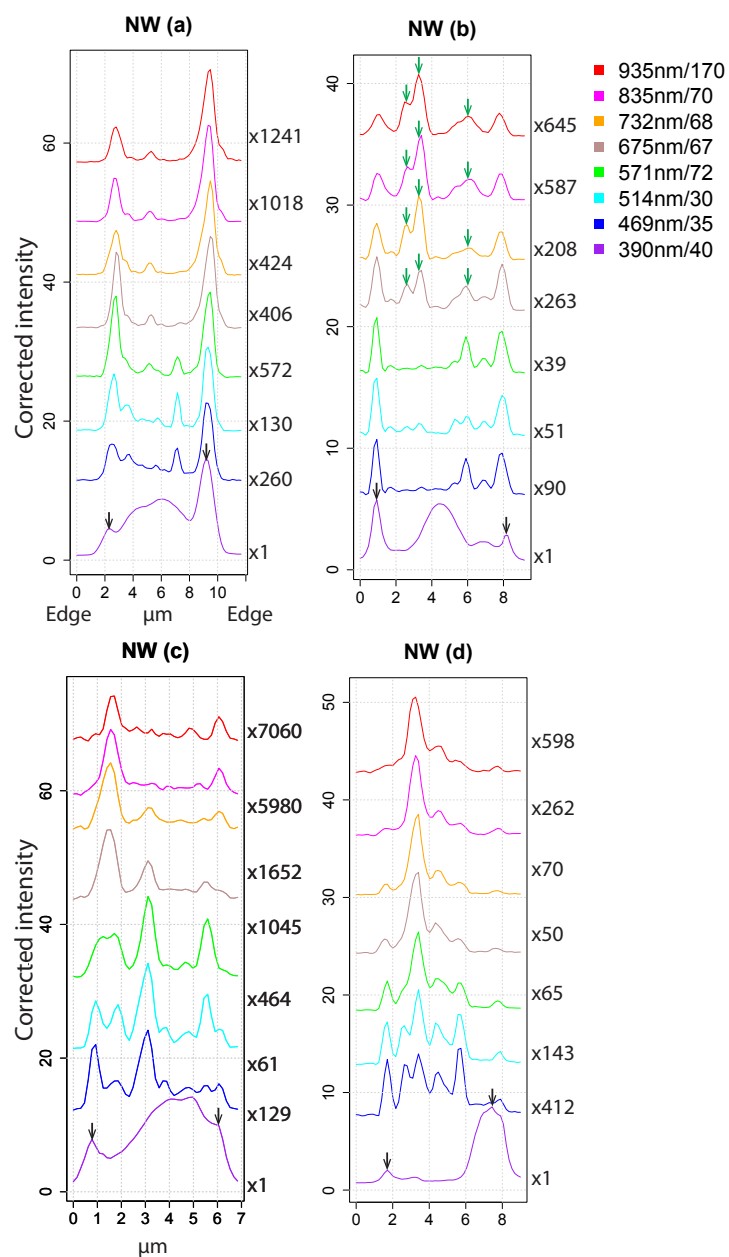 NW (a)
60
40
20
0
Corrected intensity
x1241
x1018
x424
x406
x572
x130
x260
x1
0 2 4 6 8 10
Edge μm Edge
NW (b)
40
30
20
10
0
x645
x587
x208
x263
x39
x51
x90
x1
0 2 4 6 8
935nm/170
835nm/70
732nm/68
675nm/67
571nm/72
514nm/30
469nm/35
390nm/40
NW (c)
60
40
20
0
Corrected intensity
x7060
x5980
x1652
x1045
x464
x61
x129
x1
0 1 2 3 4 5 6 7
μm
NW (d)
50
40
30
20
10
0
x598
x262
x70
x50
x65
x143
x412
x1
0 2 4 6 8